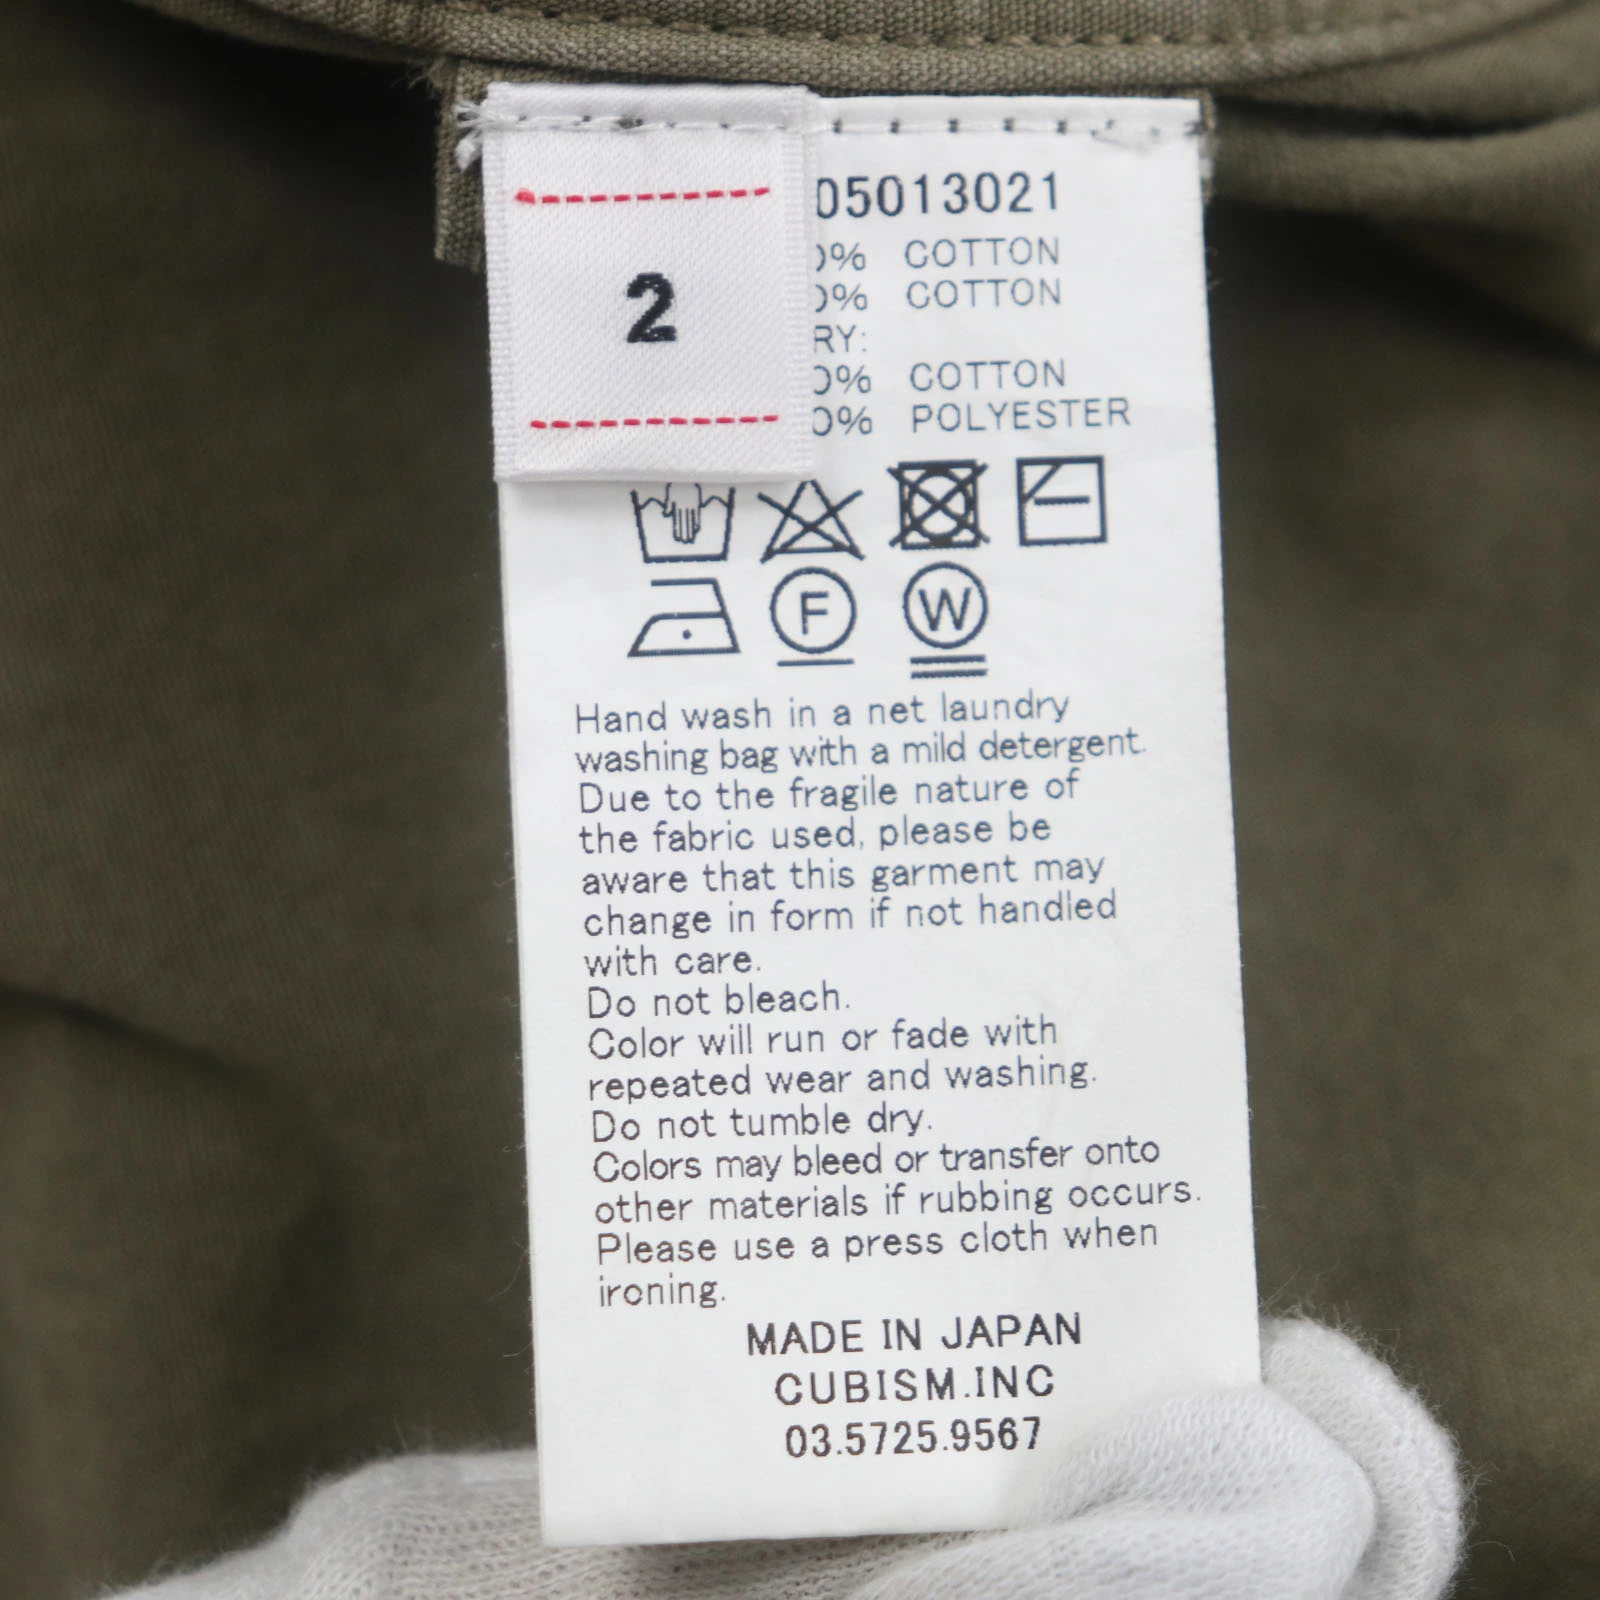 2
05013021
0% COTTON
0% COTTON
RY:
0% COTTON
0% POLYESTER
F
W
Hand wash in a net laundry
washing bag with a mild detergent.
Due to the fragile nature of
the fabric used, please be
aware that this garment may
change in form if not handled
with care.
Do not bleach.
Color will run or fade with
repeated wear and washing.
Do not tumble dry.
Colors may bleed or transfer onto
other materials if rubbing occurs.
Please use a press cloth when
ironing.
MADE IN JAPAN
CUBISM.INC
03.5725.9567